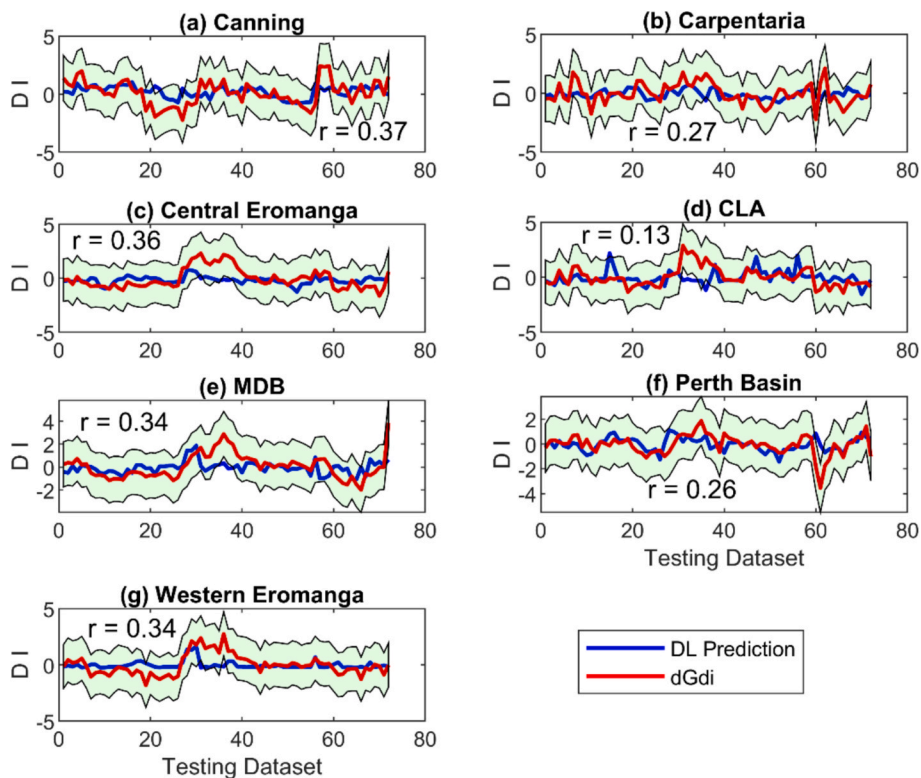 (a) Canning
5
D I
0
-5
r = 0.37
0 20 40 60 80
(b) Carpentaria
5
D I
0
-5
r = 0.27
0 20 40 60 80
(c) Central Eromanga
5
r = 0.36
D I
0
-5
0 20 40 60 80
(d) CLA
5
r = 0.13
D I
0
-5
0 20 40 60 80
(e) MDB
4
r = 0.34
2
D I
0
-2
0 20 40 60 80
(f) Perth Basin
2
D I
0
-2
-4
r = 0.26
0 20 40 60 80
Testing Dataset
(g) Western Eromanga
5
r = 0.34
D I
0
-5
0 20 40 60 80
Testing Dataset
DL Prediction
dGdi